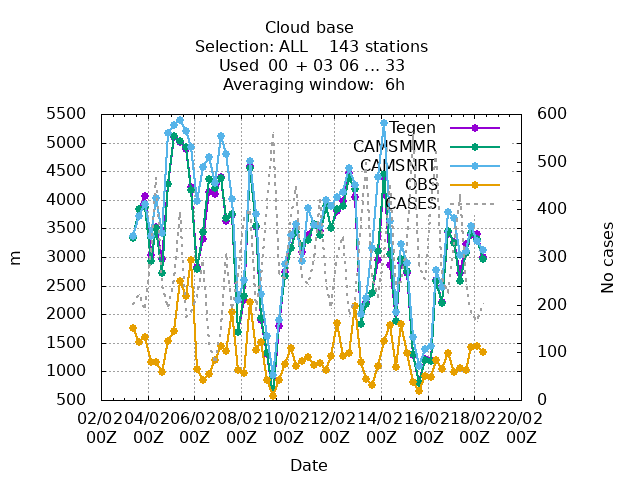 Cloud base
Selection: ALL 143 stations
Used 00 + 03 06 ... 33
Averaging window: 6h
5500 600
Tegen
5000
CAMSMMR
500
CAMSNRT
4500
OBS
4000 400
CASES
3500
m
3000 300
No cases
2500
2000 200
1500
100
1000
500 0
02/02 04/02 06/02 08/02 10/02 12/02 14/02 16/02 18/02 20/02
00Z 00Z 00Z 00Z 00Z 00Z 00Z 00Z 00Z 00Z
Date